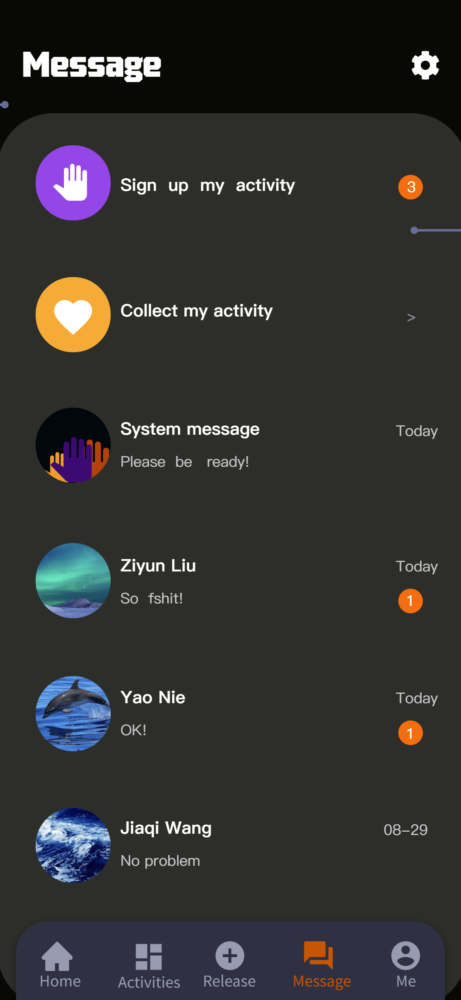 Message
Sign up my activity
3
Collect my activity
>
System message
Today
Please be ready!
Ziyun Liu
Today
So fshit!
1
Yao Nie
Today
OK!
1
Jiaqi Wang
08-29
No problem
Home
Activities
Release
Message
Me